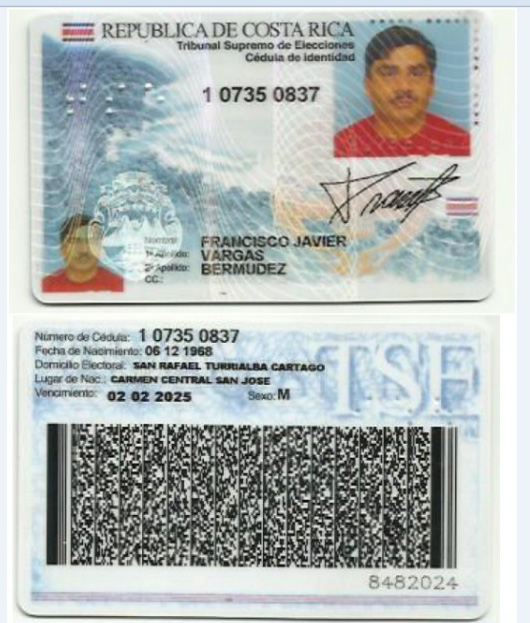 REPUBLICA DE COSTA RICA
Tribunal Supremo de Elecciones
Cédula de Identidad
1 0735 0837
Nombre: FRANCISCO JAVIER
1º Apellido: VARGAS
2º Apellido: BERMUDEZ
CC.:
Número de Cédula: 1 0735 0837
Fecha de Nacimiento: 06 12 1968
Domicilio Electoral: SAN RAFAEL TURRIALBA CARTAGO
Lugar de Nac.: CARMEN CENTRAL SAN JOSE
Vencimiento: 02 02 2025 Sexo: M
TSE
8482024